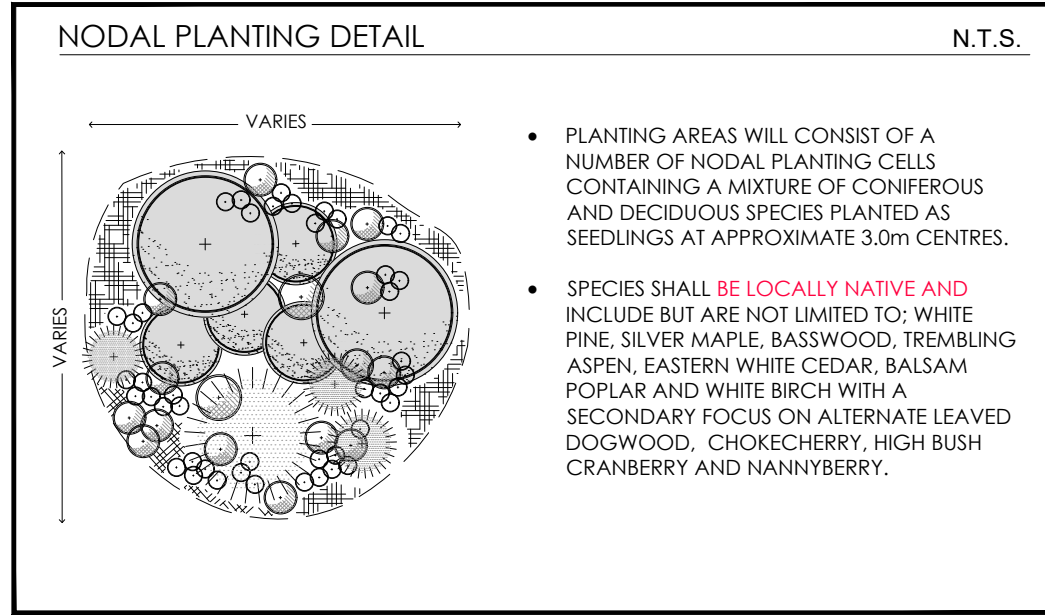 NODAL PLANTING DETAIL
N.T.S.
VARIES
VARIES
• PLANTING AREAS WILL CONSIST OF A
NUMBER OF NODAL PLANTING CELLS
CONTAINING A MIXTURE OF CONIFEROUS
AND DECIDUOUS SPECIES PLANTED AS
SEEDLINGS AT APPROXIMATE 3.0m CENTRES.
• SPECIES SHALL BE LOCALLY NATIVE AND
INCLUDE BUT ARE NOT LIMITED TO; WHITE
PINE, SILVER MAPLE, BASSWOOD, TREMBLING
ASPEN, EASTERN WHITE CEDAR, BALSAM
POPLAR AND WHITE BIRCH WITH A
SECONDARY FOCUS ON ALTERNATE LEAVED
DOGWOOD, CHOKECHERRY, HIGH BUSH
CRANBERRY AND NANNYBERRY.